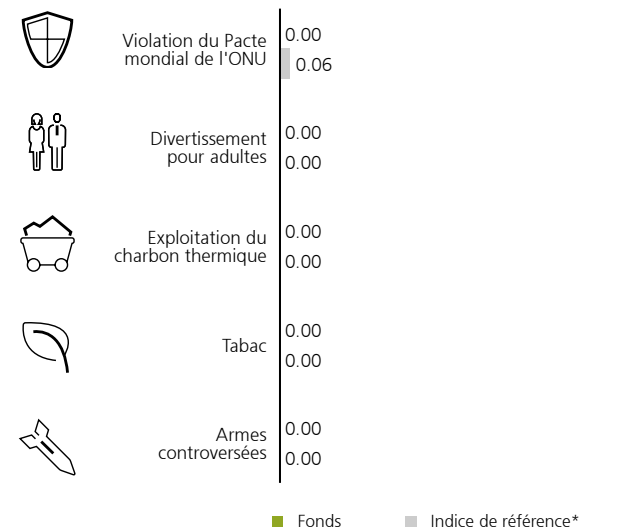 Violation du Pacte
mondial de l'ONU
0.00
0.06
Divertissement
pour adultes
0.00
0.00
Exploitation du
charbon thermique
0.00
0.00
Tabac
0.00
0.00
Armes
controversées
0.00
0.00
Fonds
Indice de référence*